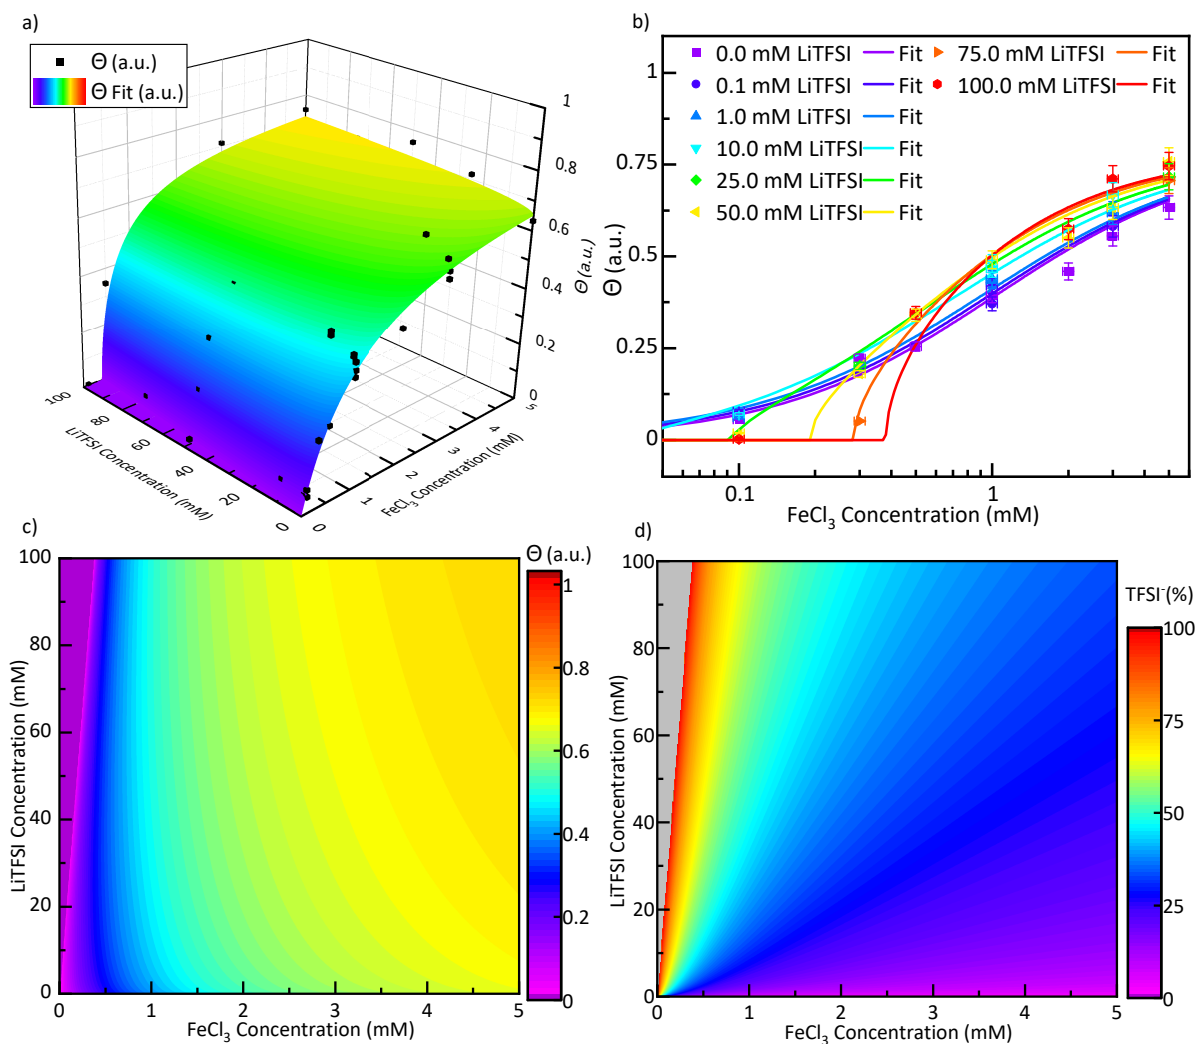 a)
Θ (a.u.)
Θ Fit (a.u.)
1
0.8
0.6
0.4
0.2
0
Θ (a.u.)
100
80
60
40
20
0
LiTFSI Concentration (mM)
0
1
2
3
4
5
FeCl₃ Concentration (mM)
b)
0.0 mM LiTFSI Fit 75.0 mM LiTFSI Fit
0.1 mM LiTFSI Fit 100.0 mM LiTFSI Fit
1.0 mM LiTFSI Fit
10.0 mM LiTFSI Fit
25.0 mM LiTFSI Fit
50.0 mM LiTFSI Fit
1
0.75
0.5
0.25
0
Θ (a.u.)
0.1 1
FeCl₃ Concentration (mM)
c)
Θ (a.u.)
100
80
60
40
20
0
LiTFSI Concentration (mM)
0 1 2 3 4 5
FeCl₃ Concentration (mM)
1
0.8
0.6
0.4
0.2
0
d)
TFSI⁻(%)
100
80
60
40
20
0
LiTFSI Concentration (mM)
0 1 2 3 4 5
FeCl₃ Concentration (mM)
100
75
50
25
0